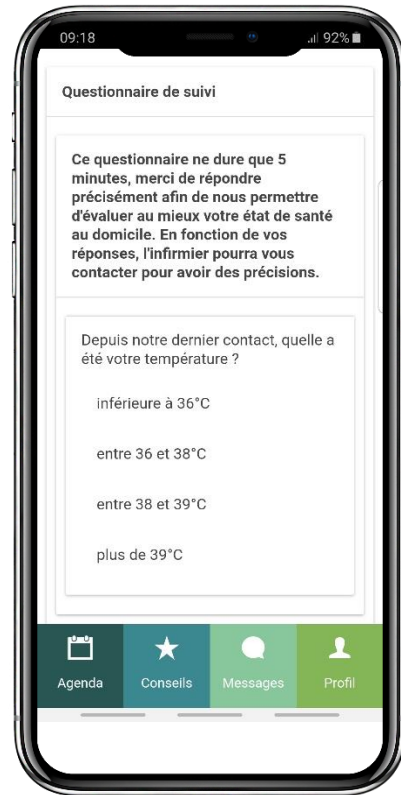 09:18
92%
Questionnaire de suivi
Ce questionnaire ne dure que 5
minutes, merci de répondre
précisément afin de nous permettre
d'évaluer au mieux votre état de santé
au domicile. En fonction de vos
réponses, l'infirmier pourra vous
contacter pour avoir des précisions.
Depuis notre dernier contact, quelle a
été votre température ?
inférieure à 36°C
entre 36 et 38°C
entre 38 et 39°C
plus de 39°C
Agenda Conseils Messages Profil